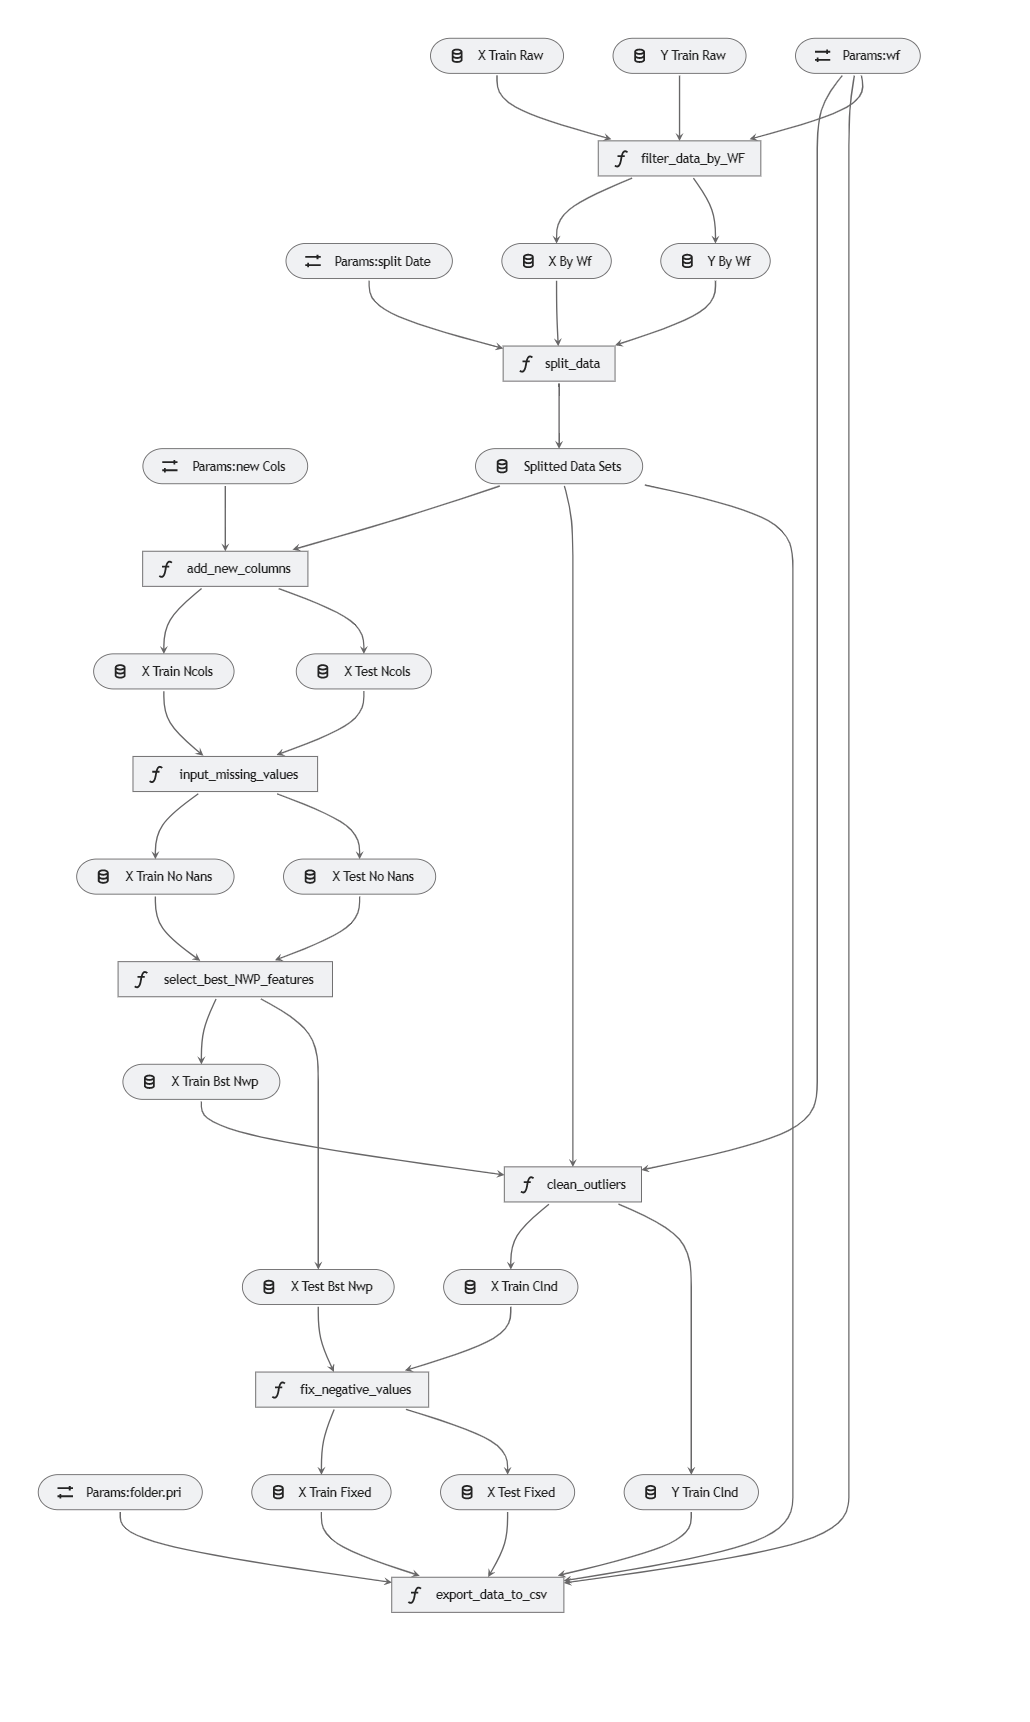 X Train Raw
Y Train Raw
Params:wf
filter_data_by_WF
Params:split Date
X By Wf
Y By Wf
split_data
Params:new Cols
Splitted Data Sets
add_new_columns
X Train Ncols
X Test Ncols
input_missing_values
X Train No Nans
X Test No Nans
select_best_NWP_features
X Train Bst Nwp
clean_outliers
X Test Bst Nwp
X Train Clnd
fix_negative_values
Params:folder.pri
X Train Fixed
X Test Fixed
Y Train Clnd
export_data_to_csv